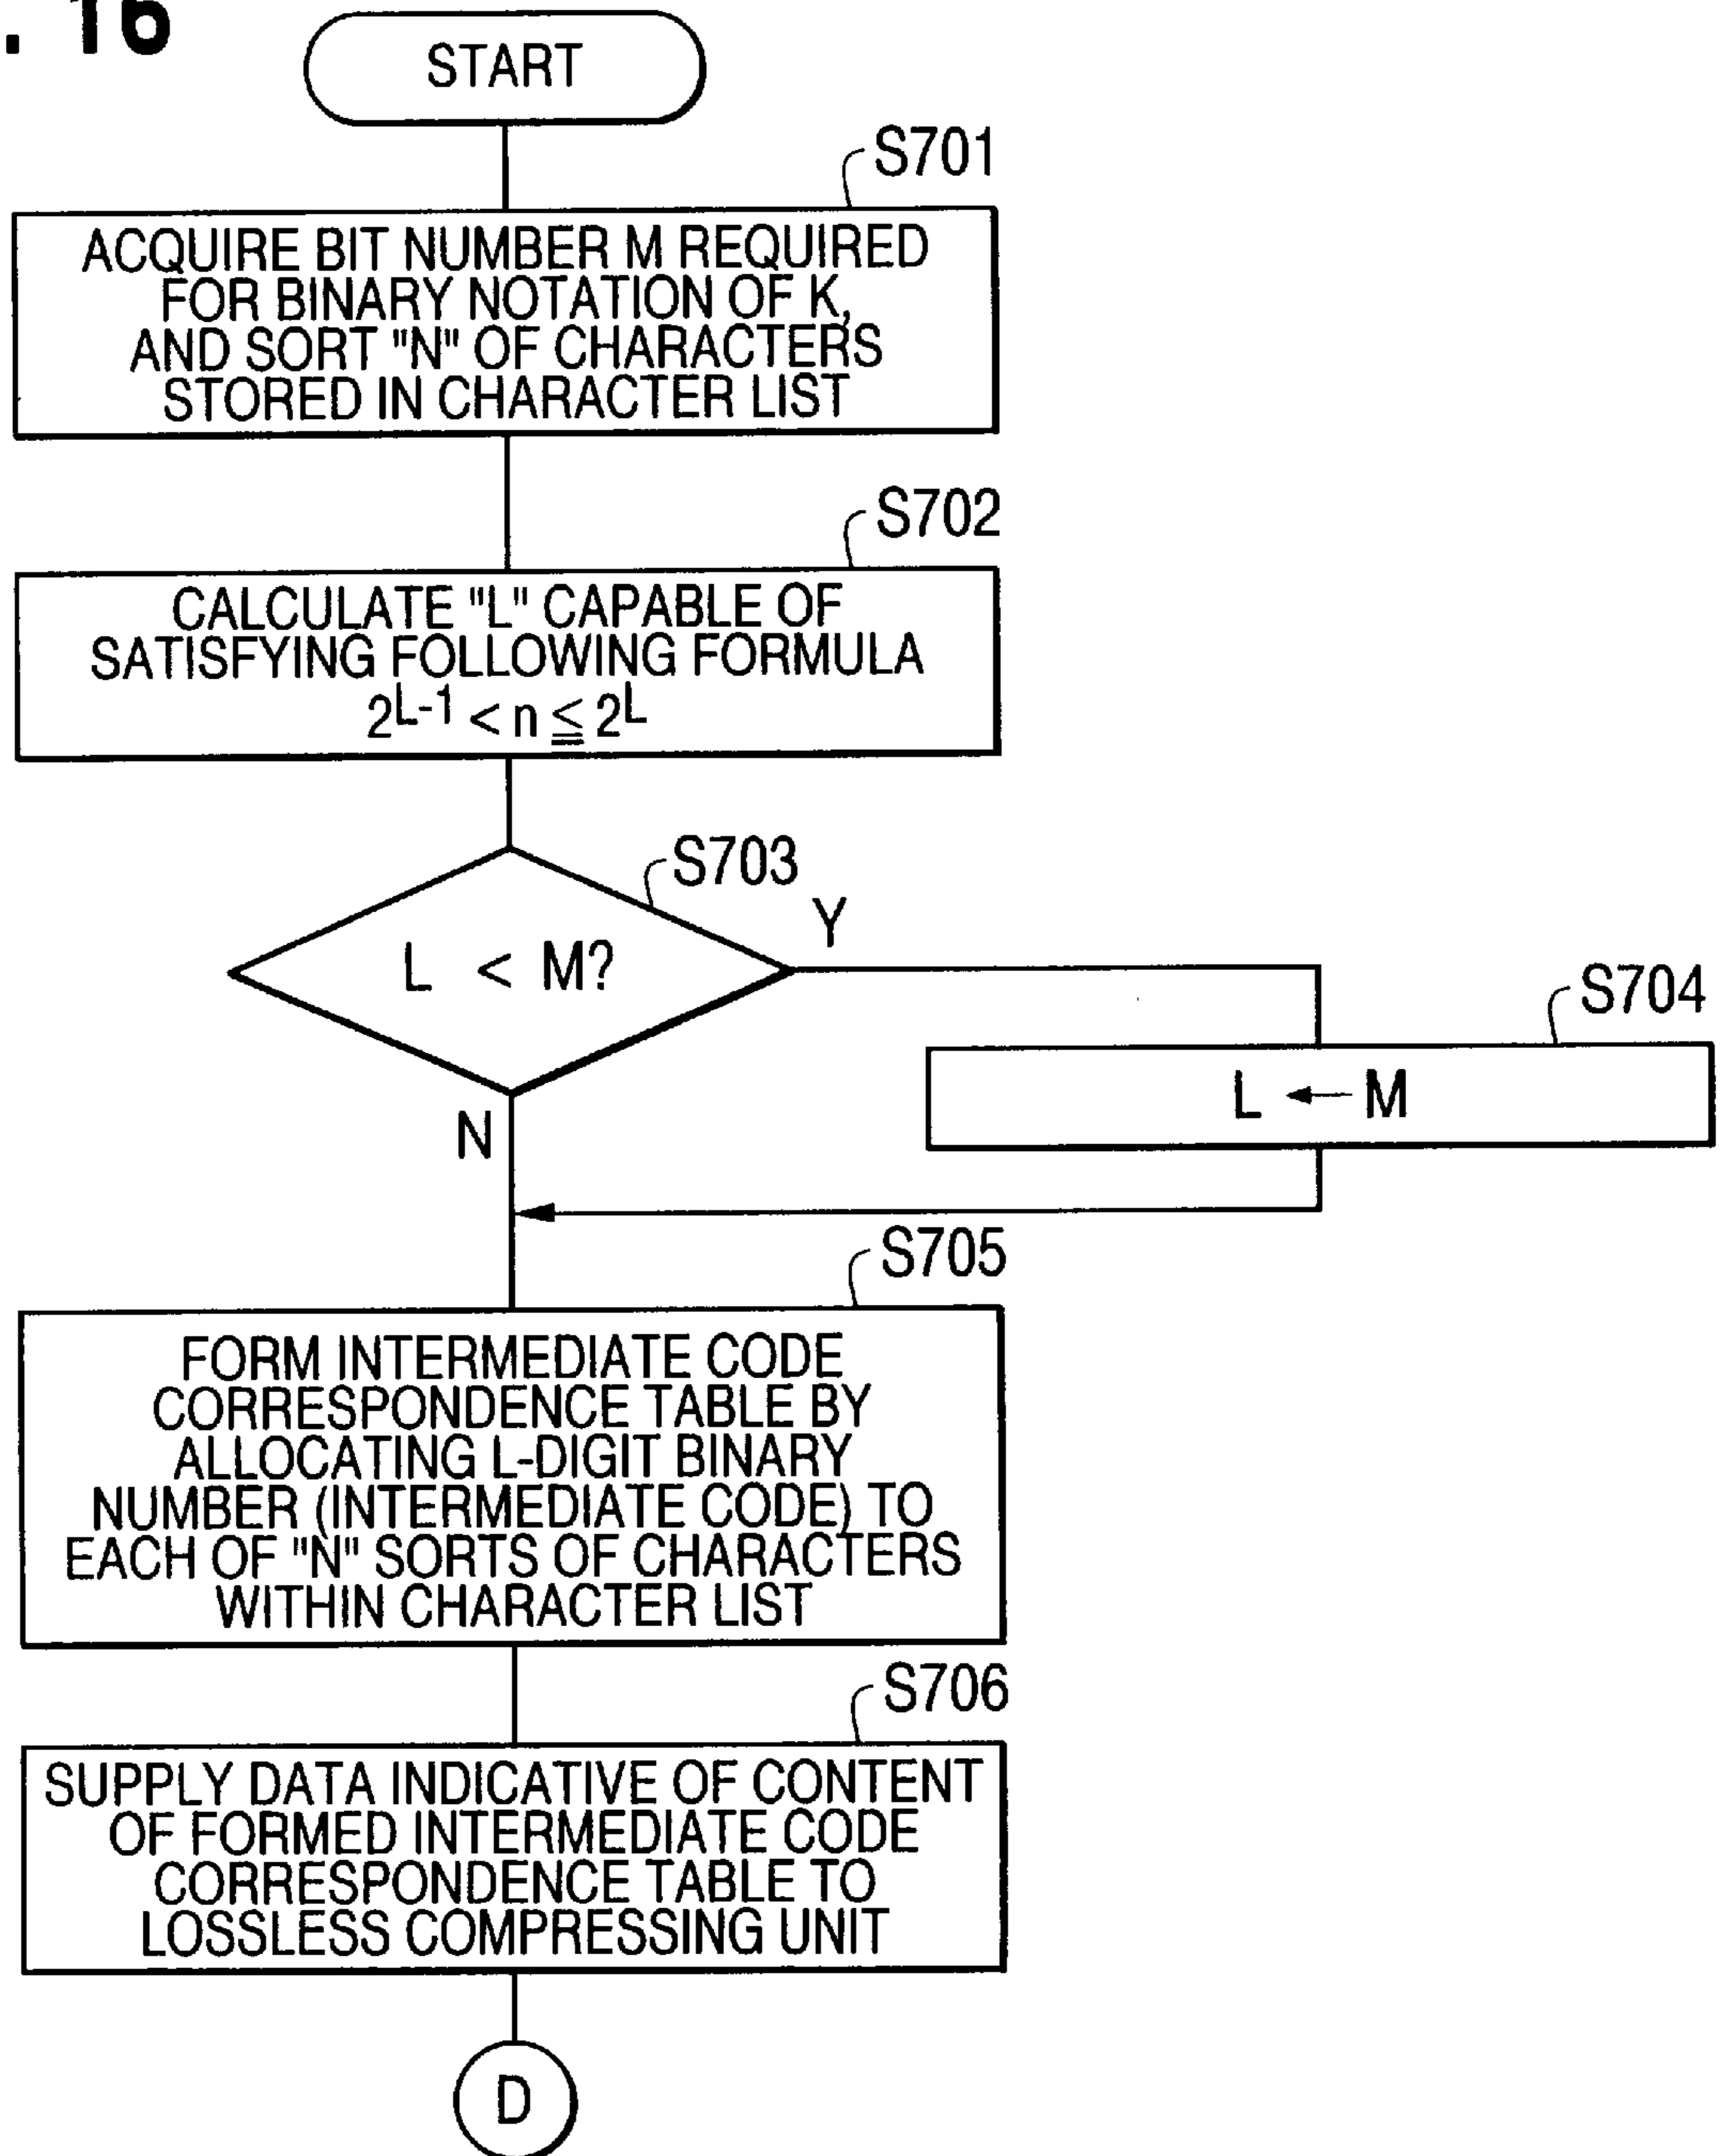 . 16
START
S701
ACQUIRE BIT NUMBER M REQUIRED
FOR BINARY NOTATION OF K,
AND SORT "N" OF CHARACTERS
STORED IN CHARACTER LIST
S702
CALCULATE "L" CAPABLE OF
SATISFYING FOLLOWING FORMULA
2^{L-1} < n ≦ 2^L
S703
L < M?
Y
S704
L ← M
N
S705
FORM INTERMEDIATE CODE
CORRESPONDENCE TABLE BY
ALLOCATING L-DIGIT BINARY
NUMBER (INTERMEDIATE CODE) TO
EACH OF "N" SORTS OF CHARACTERS
WITHIN CHARACTER LIST
S706
SUPPLY DATA INDICATIVE OF CONTENT
OF FORMED INTERMEDIATE CODE
CORRESPONDENCE TABLE TO
LOSSLESS COMPRESSING UNIT
D